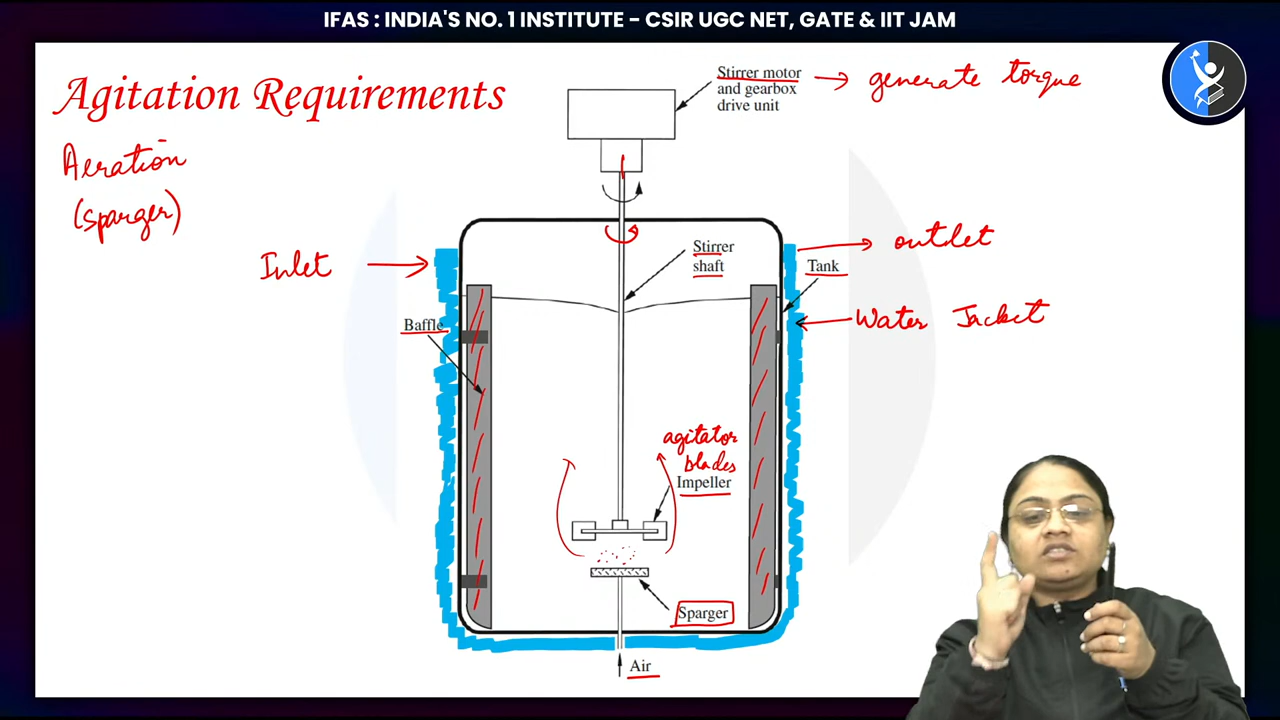 IFAS : INDIA'S NO. 1 INSTITUTE - CSIR UGC NET, GATE & IIT JAM
Agitation Requirements
Aeration
(sparger)
Stirrer motor
and gearbox
drive unit
generate torque
Inlet
Stirrer
shaft
outlet
Tank
Water Jacket
Baffle
agitator
blades
Impeller
Sparger
Air